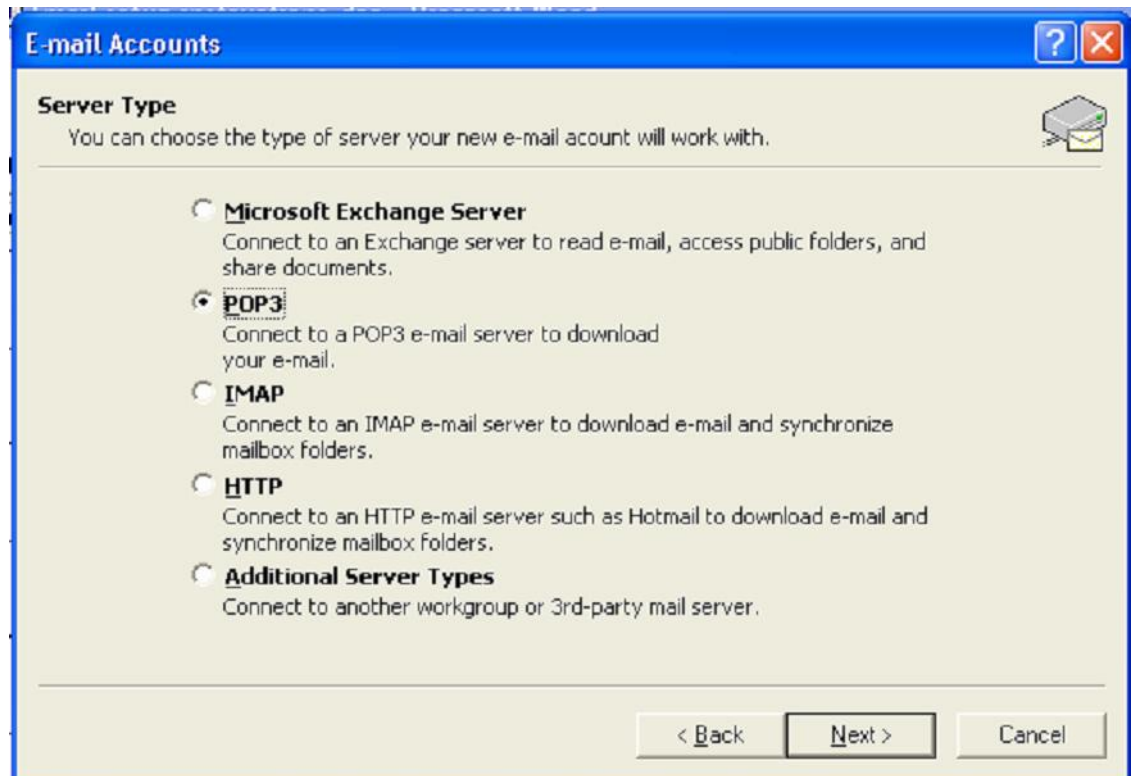 E-mail Accounts
Server Type
You can choose the type of server your new e-mail acount will work with.
Microsoft Exchange Server
Connect to an Exchange server to read e-mail, access public folders, and
share documents.
POP3
Connect to a POP3 e-mail server to download
your e-mail.
IMAP
Connect to an IMAP e-mail server to download e-mail and synchronize
mailbox folders.
HTTP
Connect to an HTTP e-mail server such as Hotmail to download e-mail and
synchronize mailbox folders.
Additional Server Types
Connect to another workgroup or 3rd-party mail server.
< Back Next > Cancel